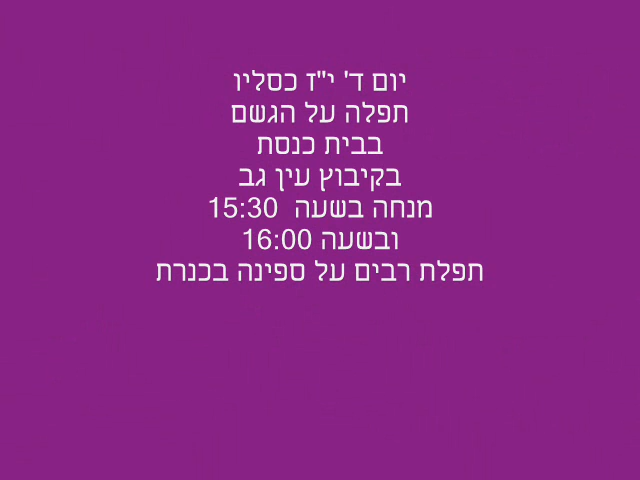 יום ד' י"ז כסליו
תפלה על הגשם
בבית כנסת
בקיבוץ עין גב
מנחה בשעה 15:30
ובשעה 16:00
תפלת רבים על ספינה בכנרת